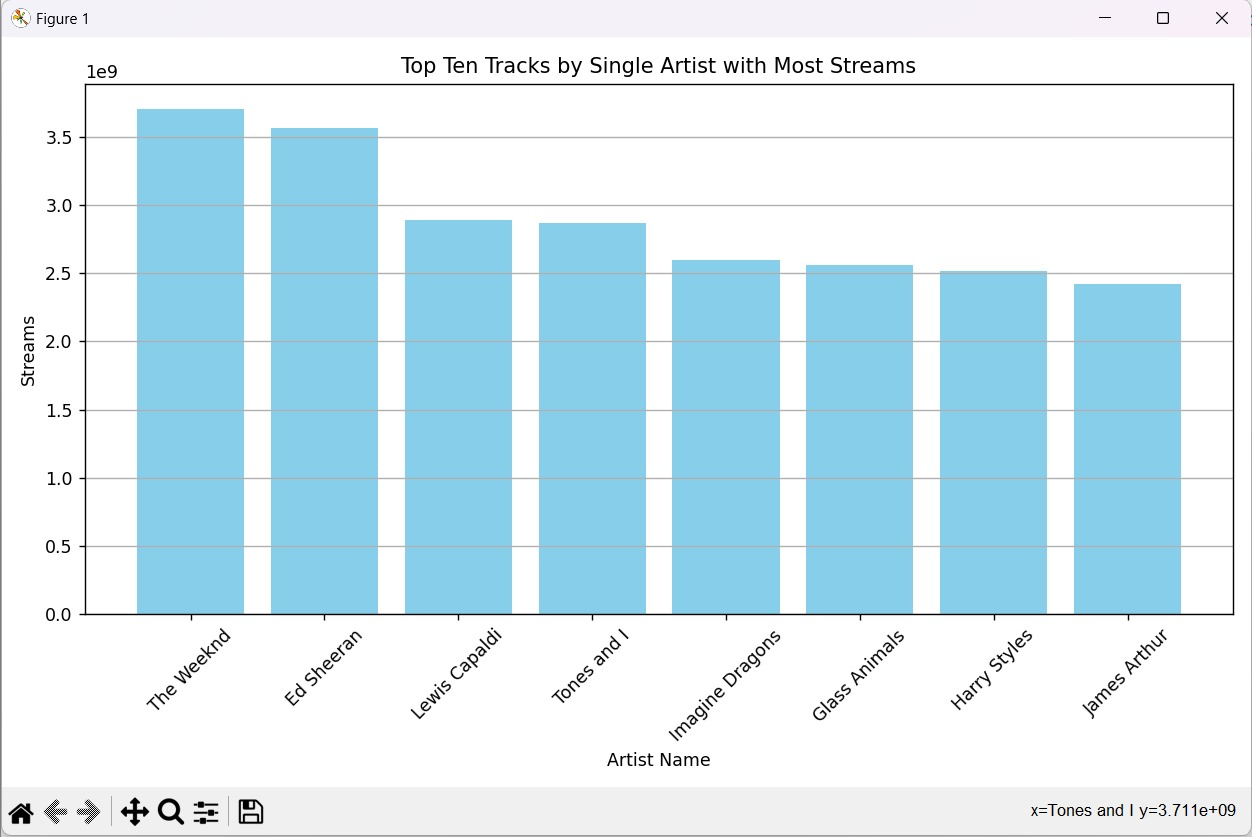 Figure 1
Top Ten Tracks by Single Artist with Most Streams
1e9
3.5
3.0
2.5
2.0
1.5
1.0
0.5
0.0
Streams
The Weeknd
Ed Sheeran
Lewis Capaldi
Tones and I
Imagine Dragons
Glass Animals
Harry Styles
James Arthur
Artist Name
x=Tones and I y=3.711e+09